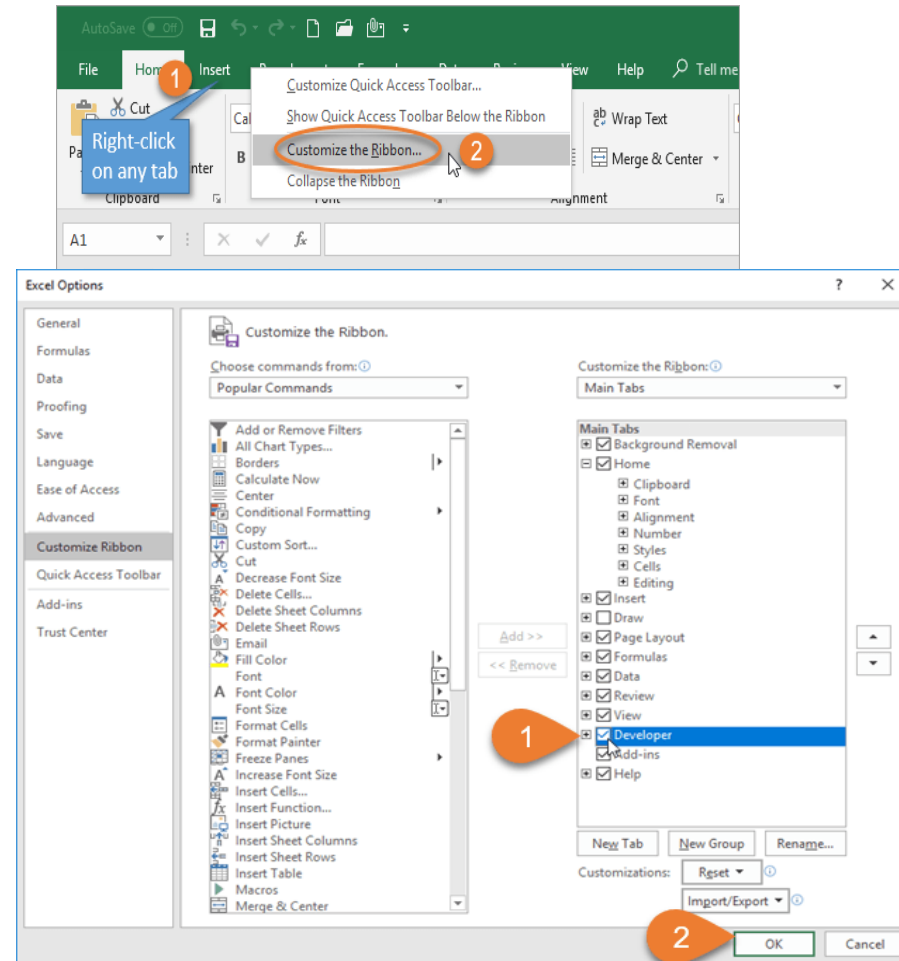 AutoSave Off
File Hom Insert View Help Tell me
1
Customize Quick Access Toolbar...
Show Quick Access Toolbar Below the Ribbon
Customize the Ribbon...
2
Collapse the Ribbon
Cut
Right-click
on any tab
Cal
B
nter
ab Wrap Text
Merge & Center
Clipboard Font Alignment
A1 fx
Excel Options ? X
General
Formulas
Data
Proofing
Save
Language
Ease of Access
Advanced
Customize Ribbon
Quick Access Toolbar
Add-ins
Trust Center
Customize the Ribbon.
Choose commands from:
Popular Commands
Add or Remove Filters
All Chart Types...
Borders
Calculate Now
Center
Conditional Formatting
Copy
Custom Sort...
Cut
Decrease Font Size
Delete Cells...
Delete Sheet Columns
Delete Sheet Rows
Email
Fill Color
Font
Font Color
Font Size
Format Cells
Format Painter
Freeze Panes
Increase Font Size
Insert Cells...
Insert Function...
Insert Picture
Insert Sheet Columns
Insert Sheet Rows
Insert Table
Macros
Merge & Center
Add >>
<< Remove
Customize the Ribbon:
Main Tabs
Main Tabs
Background Removal
Home
Clipboard
Font
Alignment
Number
Styles
Cells
Editing
Insert
Draw
Page Layout
Formulas
Data
Review
View
1
Developer
Add-ins
Help
New Tab New Group Rename...
Customizations: Reset
Import/Export
2
OK Cancel